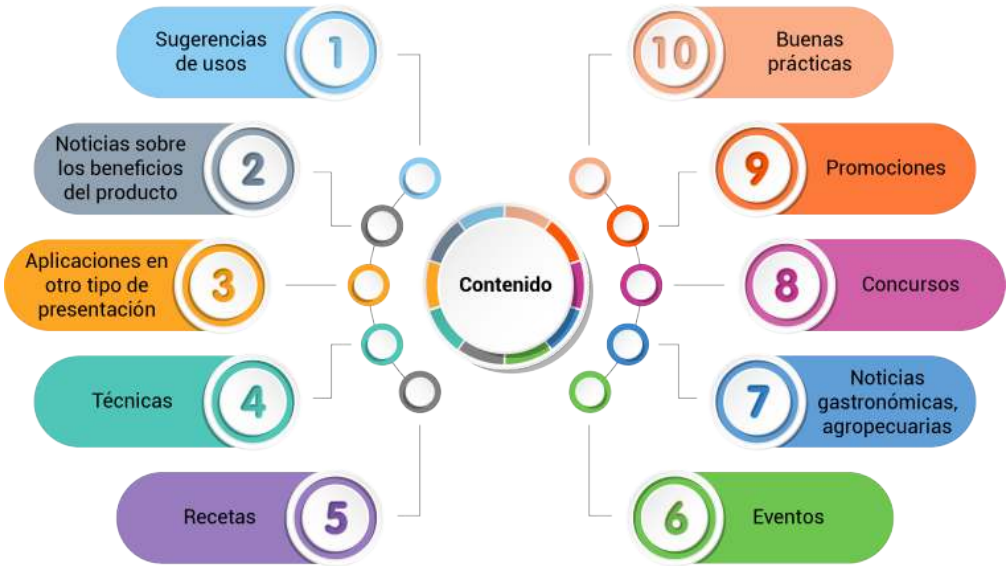 Sugerencias
de usos
1
Noticias sobre
los beneficios
del producto
2
Aplicaciones en
otro tipo de
presentación
3
Técnicas
4
Recetas
5
Contenido
10
Buenas
prácticas
9
Promociones
8
Concursos
7
Noticias
gastronómicas,
agropecuarias
6
Eventos